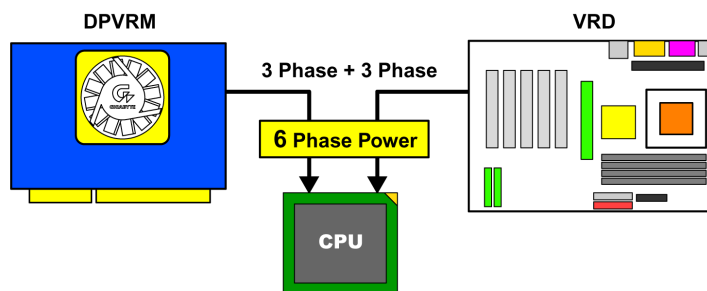 DPVRM
VRD
3 Phase + 3 Phase
GIGABYTE
6 Phase Power
CPU